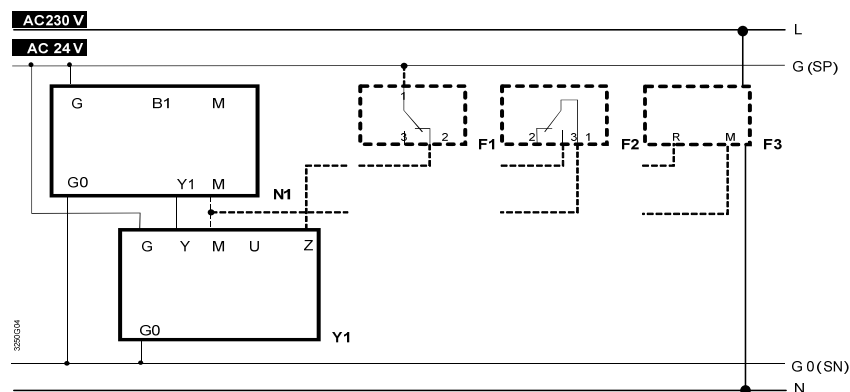 AC230 V
L
AC 24 V
G (SP)
G B1 M
1
3 2
F1
2 3 1
F2
R M
F3
G0 Y1 M
N1
G Y M U Z
G0
Y1
3250G04
G0(SN)
N